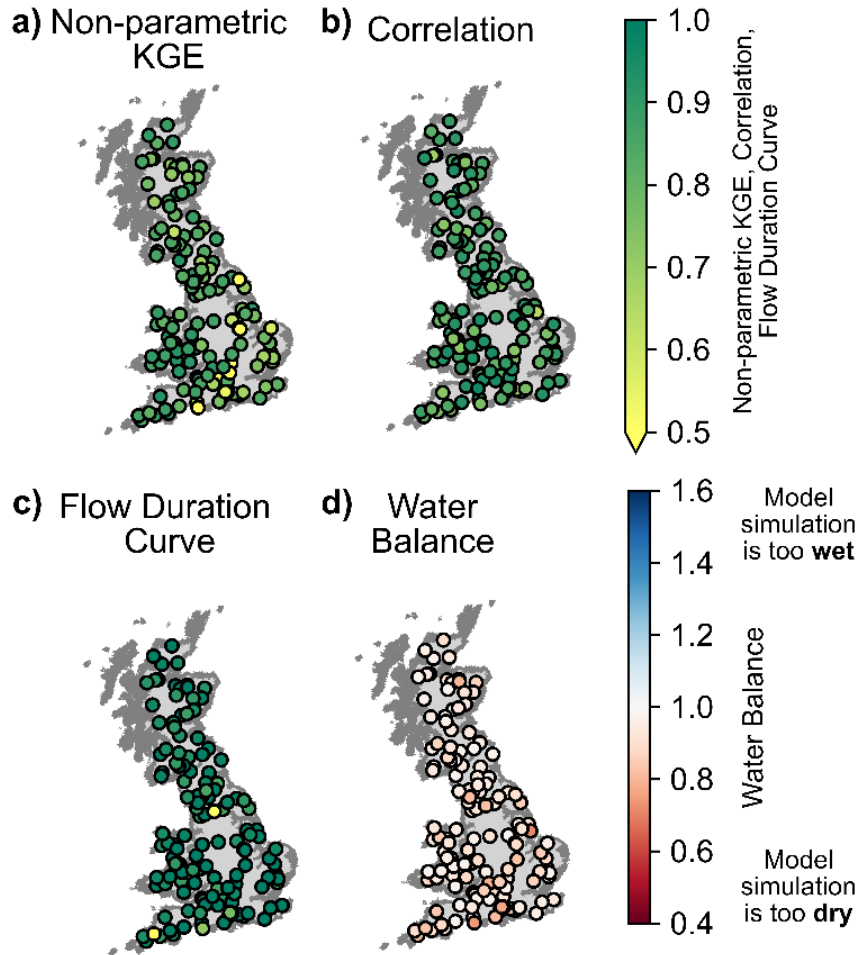 a) Non-parametric
KGE
b) Correlation
1.0
0.9
0.8
0.7
0.6
0.5
Non-parametric KGE, Correlation,
Flow Duration Curve
c) Flow Duration
Curve
d) Water
Balance
1.6
1.4
1.2
1.0
0.8
0.6
0.4
Water Balance
Model
simulation
is too wet
Model
simulation
is too dry